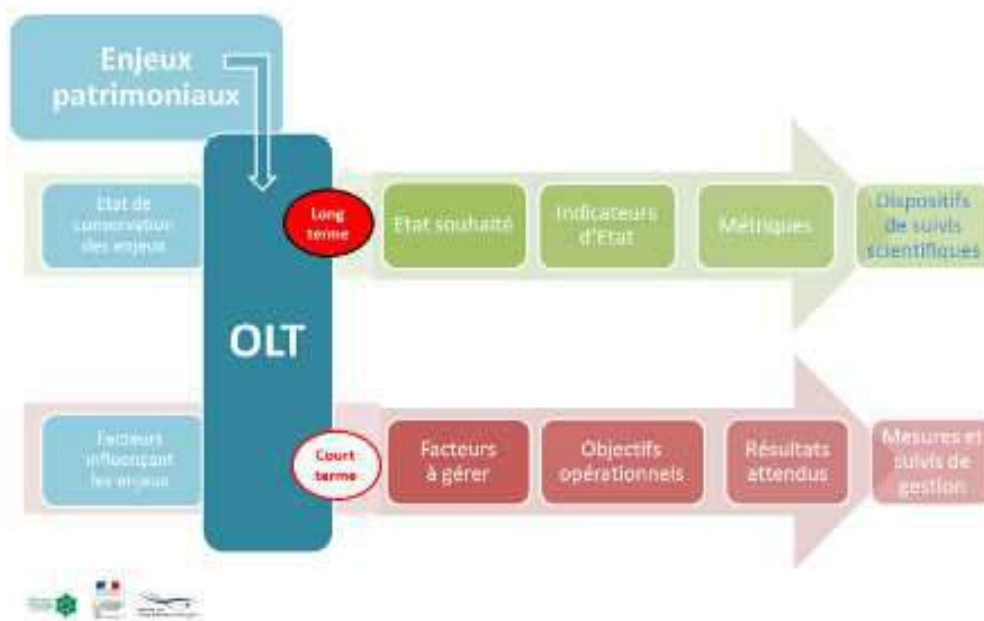 Enjeux
patrimoniaux
Etat de
conservation
des enjeux
OLT
Long
terme
Etat souhaité
Indicateurs
d'Etat
Métriques
Dispositifs
de suivis
scientifiques
Facteurs
influençant
les enjeux
Court
terme
Facteurs
à gérer
Objectifs
opérationnels
Résultats
attendus
Mesures et
suivis de
gestion